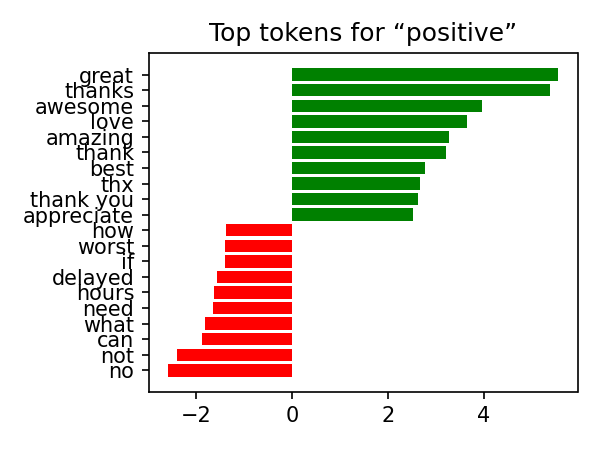 Top tokens for “positive”
great
thanks
awesome
love
amazing
thank
best
thx
thank you
appreciate
how
worst
if
delayed
hours
need
what
can
not
no
−2 0 2 4